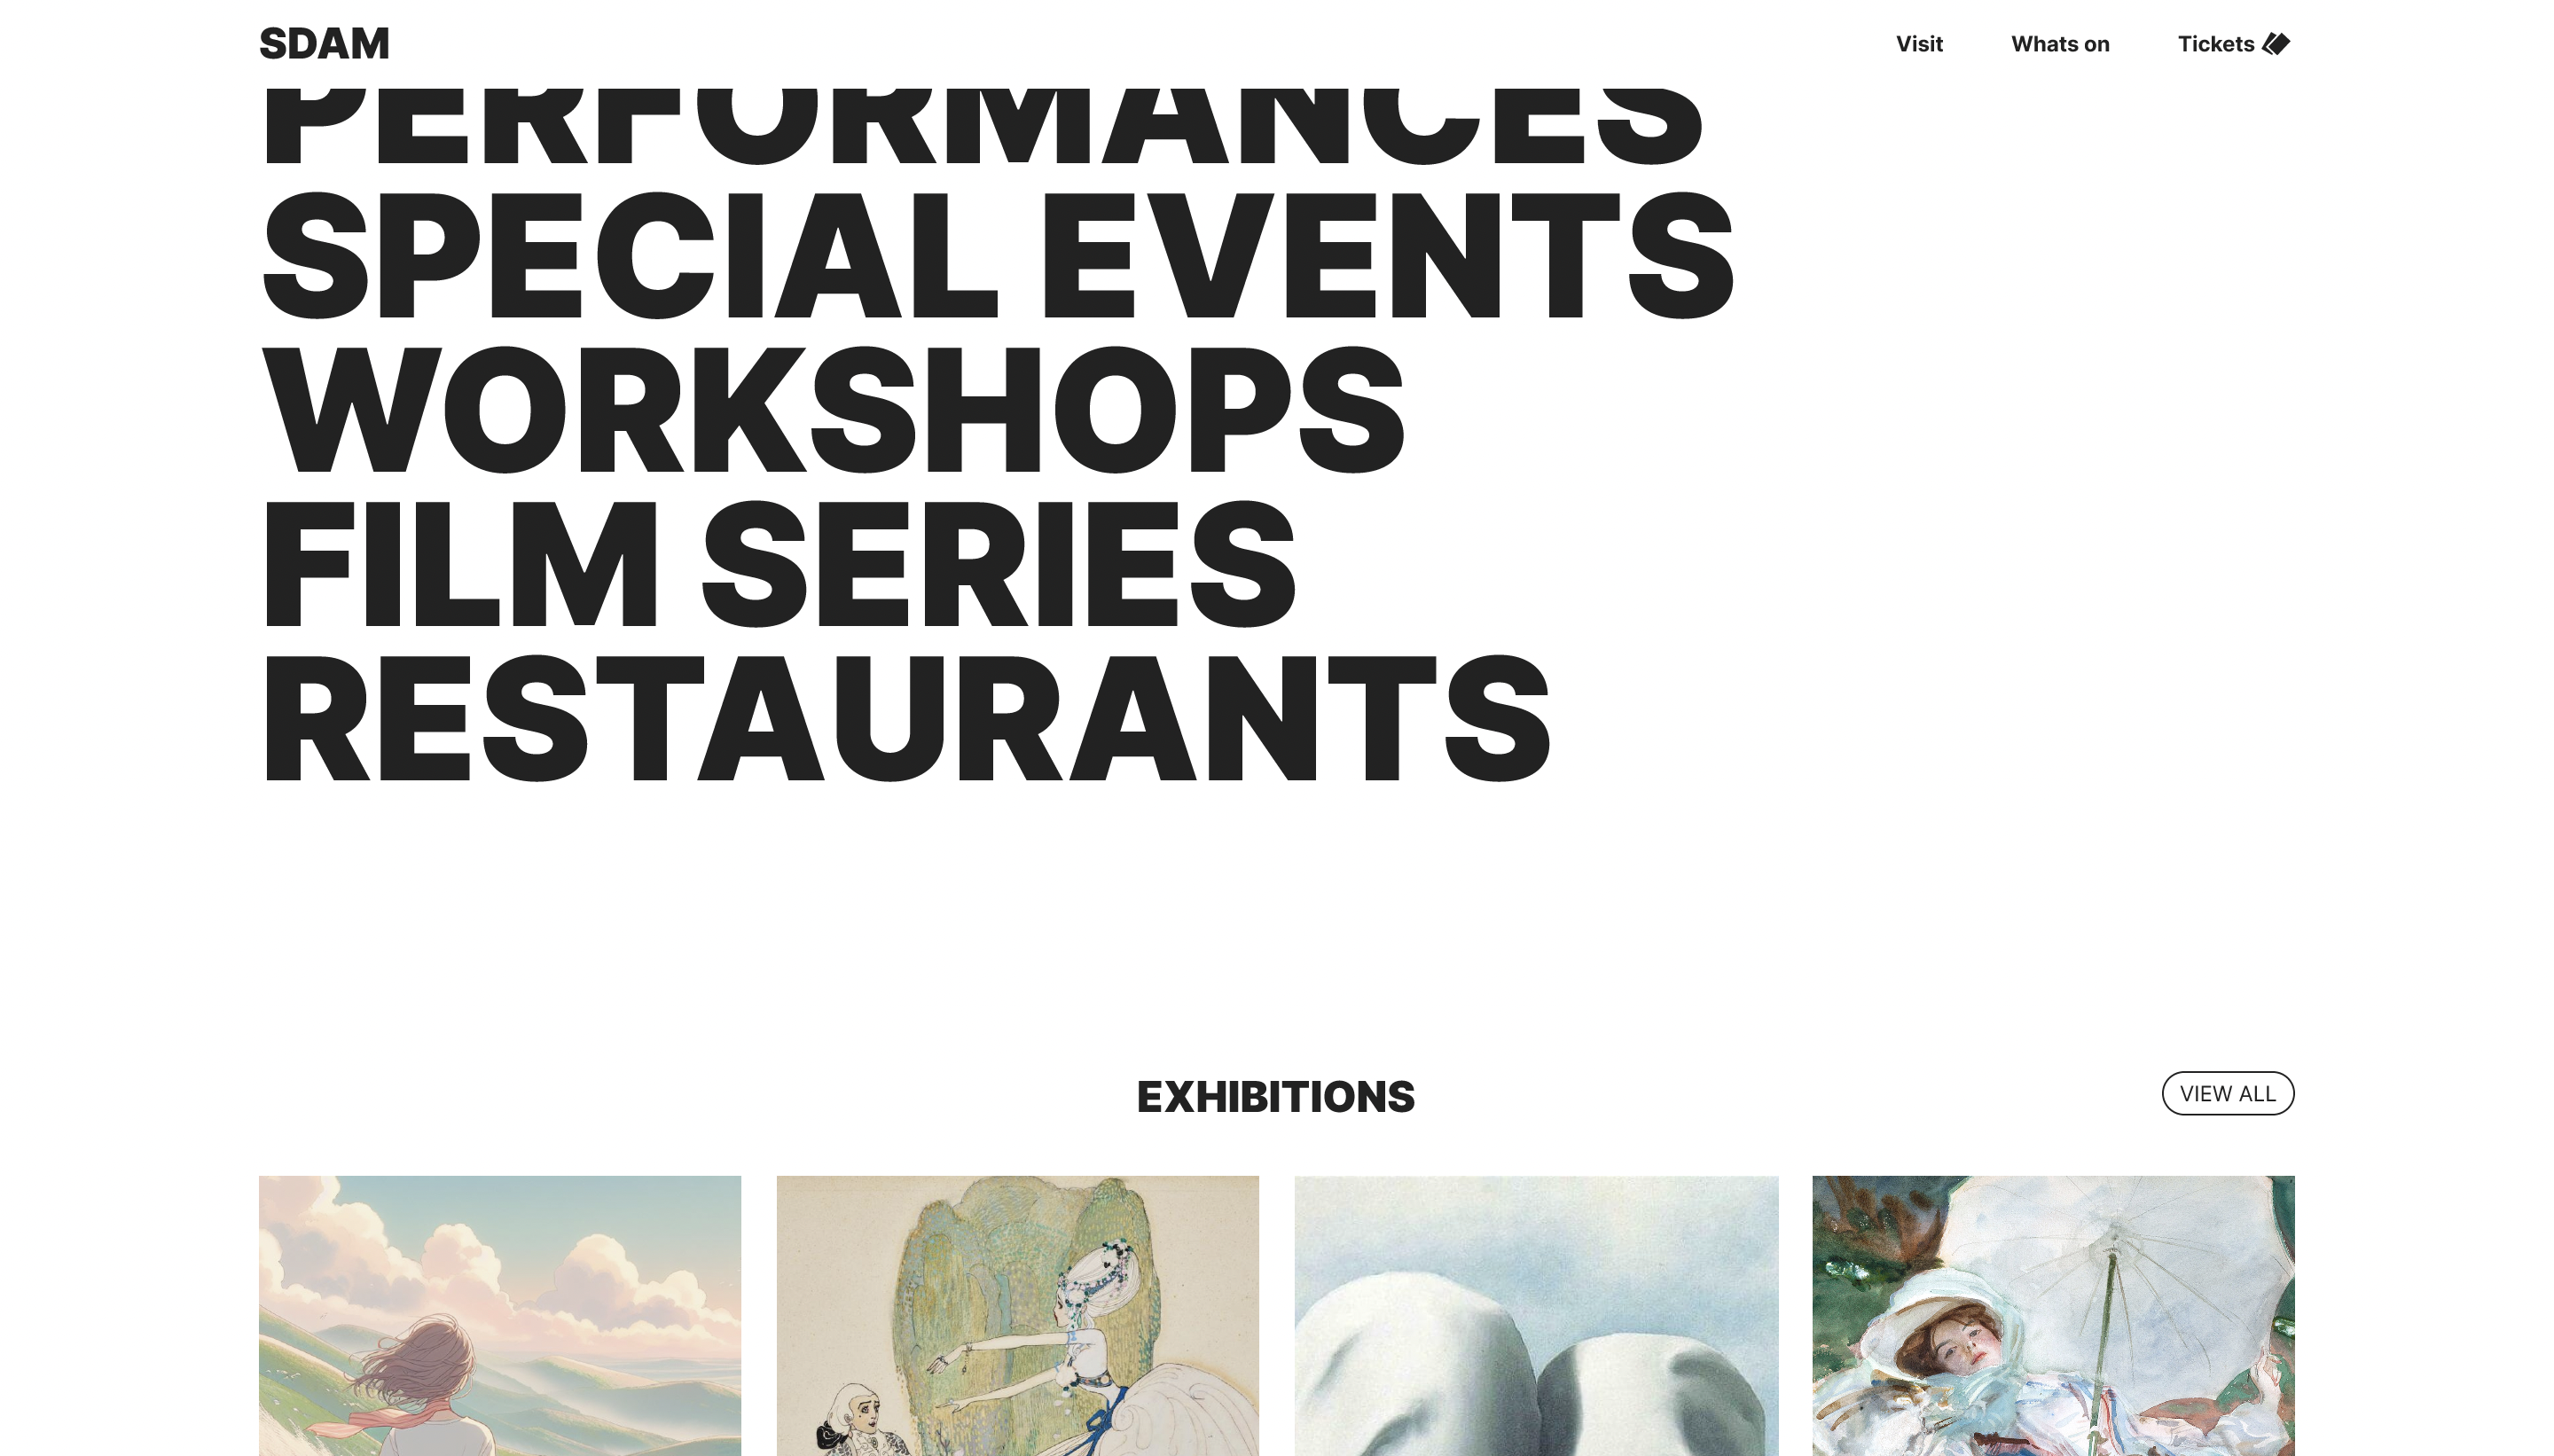 SDAM
Visit
Whats on
Tickets
PERFORMANCES
SPECIAL EVENTS
WORKSHOPS
FILM SERIES
RESTAURANTS
EXHIBITIONS
VIEW ALL